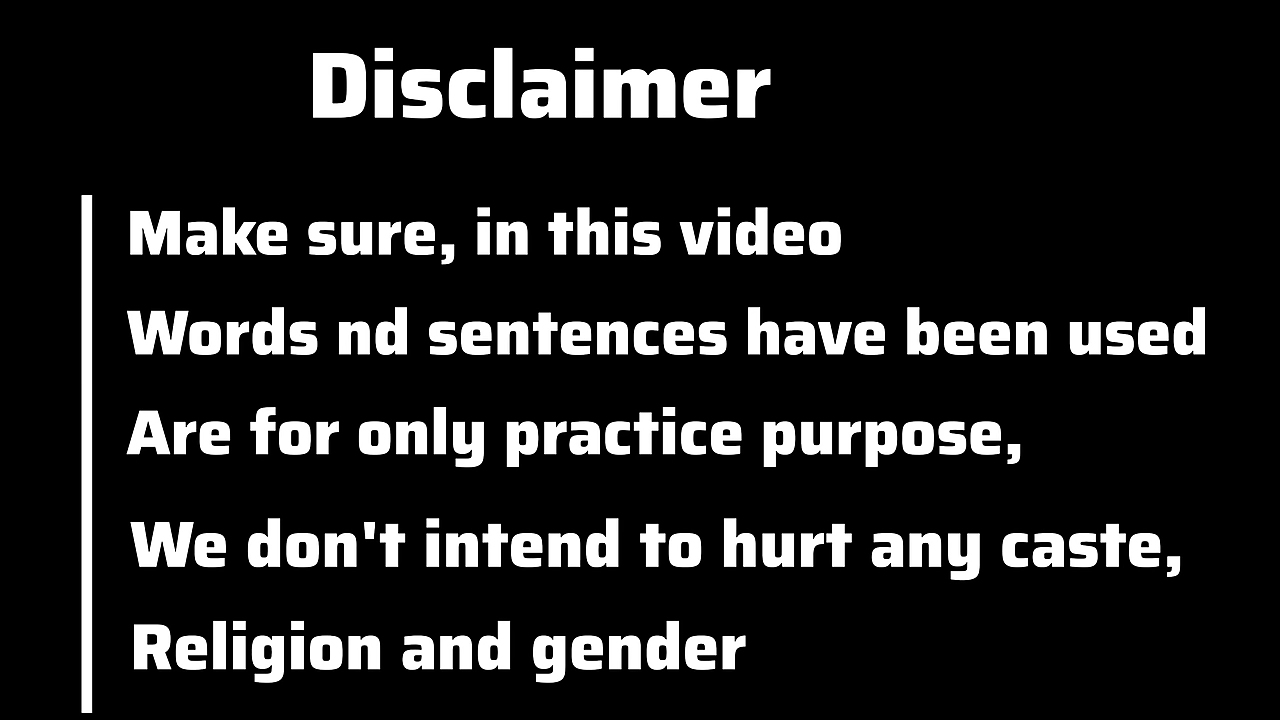 Disclaimer
Make sure, in this video
Words nd sentences have been used
Are for only practice purpose,
We don't intend to hurt any caste,
Religion and gender